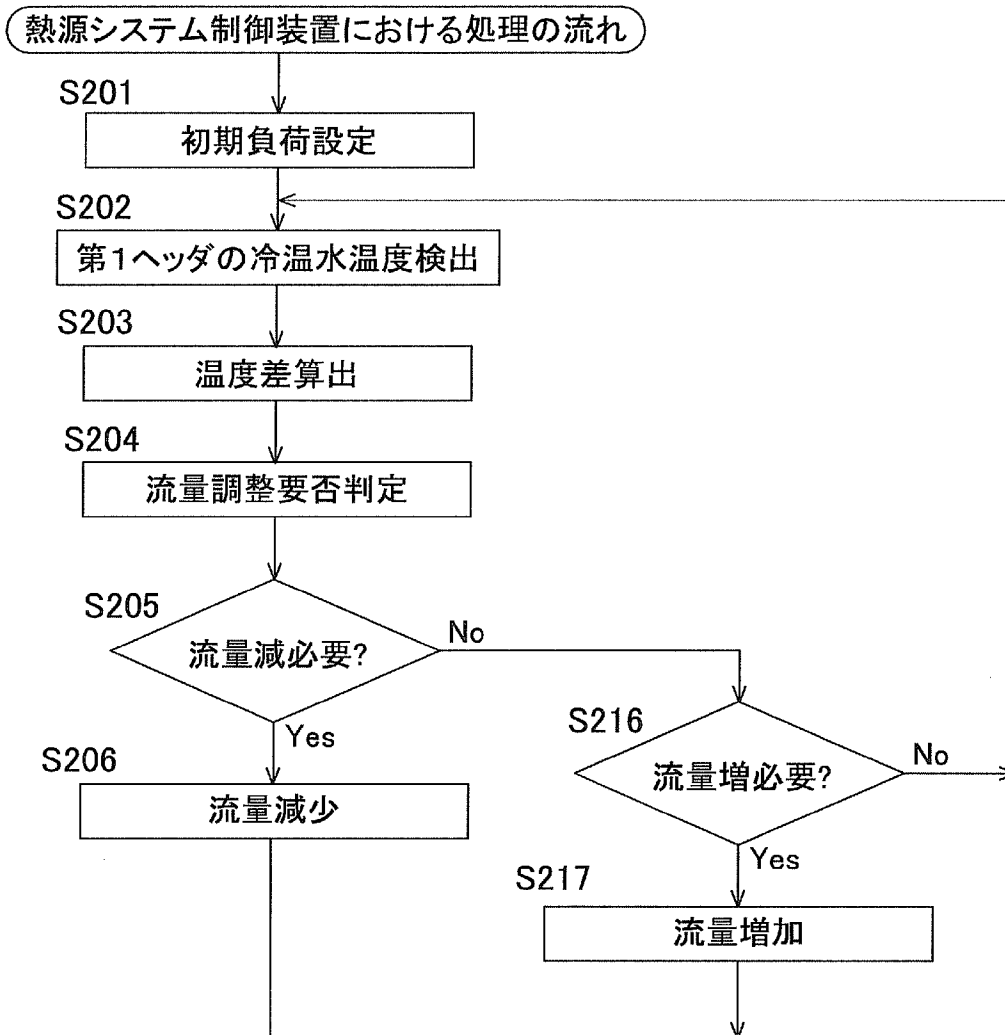 熱源システム制御装置における処理の流れ
S201
初期負荷設定
S202
第1ヘッダの冷温水温度検出
S203
温度差算出
S204
流量調整要否判定
S205
流量減必要?
No
Yes
S206
流量減少
S216
流量増必要?
No
Yes
S217
流量増加